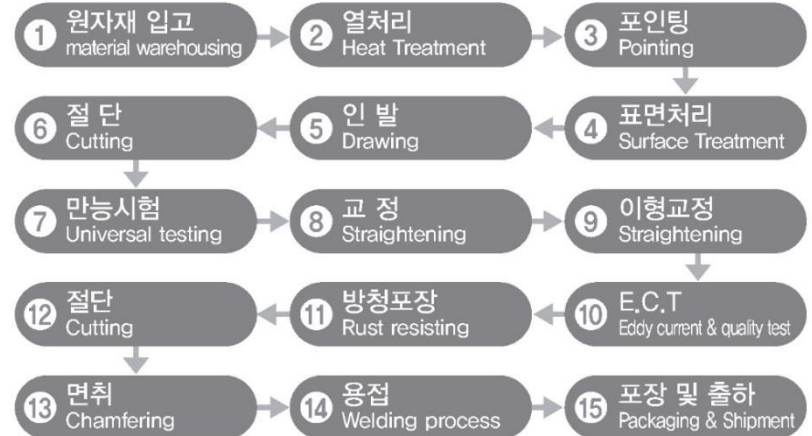 1 원자재 입고
material warehousing
2 열처리
Heat Treatment
3 포인팅
Pointing
4 표면처리
Surface Treatment
5 인 발
Drawing
6 절 단
Cutting
7 만능시험
Universal testing
8 교 정
Straightening
9 이형교정
Straightening
10 E.C.T
Eddy current & quality test
11 방청포장
Rust resisting
12 절단
Cutting
13 면취
Chamfering
14 용접
Welding process
15 포장 및 출하
Packaging & Shipment